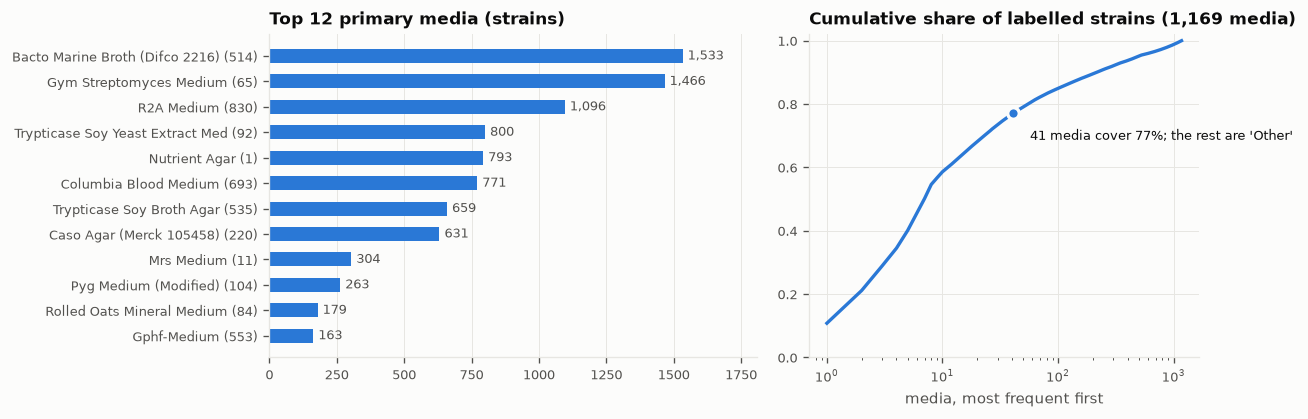 Top 12 primary media (strains)
Bacto Marine Broth (Difco 2216) (514) 1,533
Gym Streptomyces Medium (65) 1,466
R2A Medium (830) 1,096
Trypticase Soy Yeast Extract Med (92) 800
Nutrient Agar (1) 793
Columbia Blood Medium (693) 771
Trypticase Soy Broth Agar (535) 659
Caso Agar (Merck 105458) (220) 631
Mrs Medium (11) 304
Pyg Medium (Modified) (104) 263
Rolled Oats Mineral Medium (84) 179
Gphf-Medium (553) 163
0 250 500 750 1000 1250 1500 1750
Cumulative share of labelled strains (1,169 media)
1.0
0.8
41 media cover 77%; the rest are 'Other'
0.6
0.4
0.2
0.0
10⁰ 10¹ 10² 10³
media, most frequent first